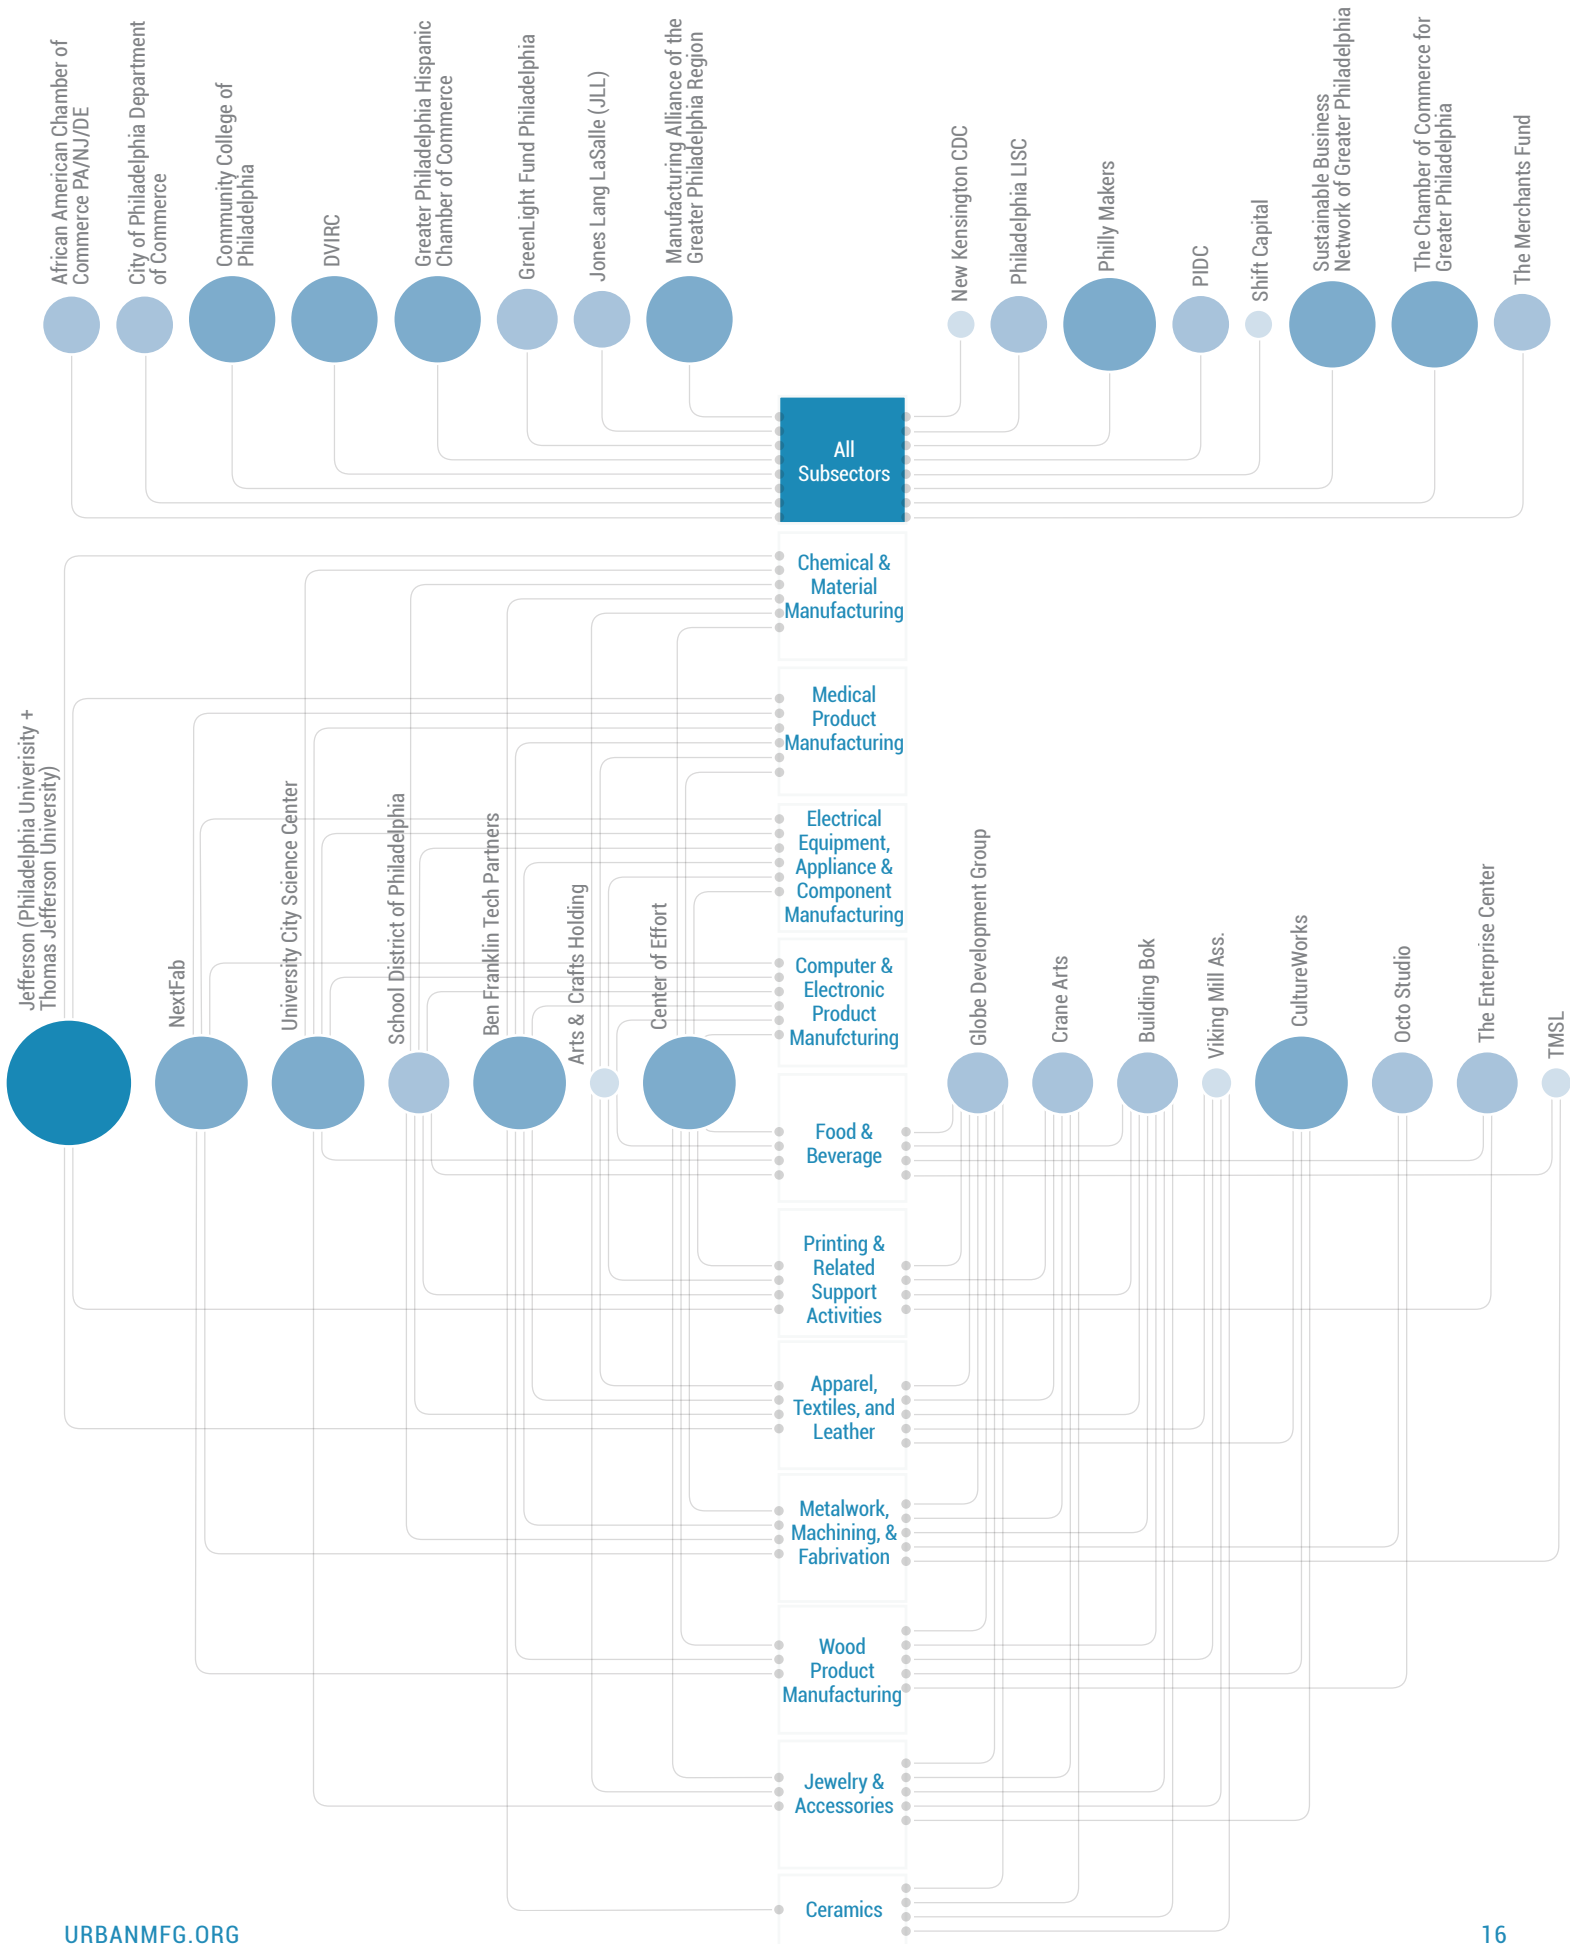 African American Chamber of
Commerce PA/NJ/DE
City of Philadelphia Department
of Commerce
Community College of
Philadelphia
DVIRC
Greater Philadelphia Hispanic
Chamber of Commerce
GreenLight Fund Philadelphia
Jones Lang LaSalle (JLL)
Manufacturing Alliance of the
Greater Philadelphia Region
New Kensington CDC
Philadelphia LISC
Philly Makers
PIDC
Shift Capital
Sustainable Business
Network of Greater Philadelphia
The Chamber of Commerce for
Greater Philadelphia
The Merchants Fund
All
Subsectors
Chemical &
Material
Manufacturing
Medical
Product
Manufacturing
Electrical
Equipment,
Appliance &
Component
Manufacturing
Computer &
Electronic
Product
Manufcturing
Jefferson (Philadelphia Univerisity +
Thomas Jefferson University)
NextFab
University City Science Center
School District of Philadelphia
Ben Franklin Tech Partners
Arts & Crafts Holding
Center of Effort
Globe Development Group
Crane Arts
Building Bok
Viking Mill Ass.
CultureWorks
Octo Studio
The Enterprise Center
TMSL
Food &
Beverage
Printing &
Related
Support
Activities
Apparel,
Textiles, and
Leather
Metalwork,
Machining, &
Fabrivation
Wood
Product
Manufacturing
Jewelry &
Accessories
Ceramics
URBANMFG.ORG
16